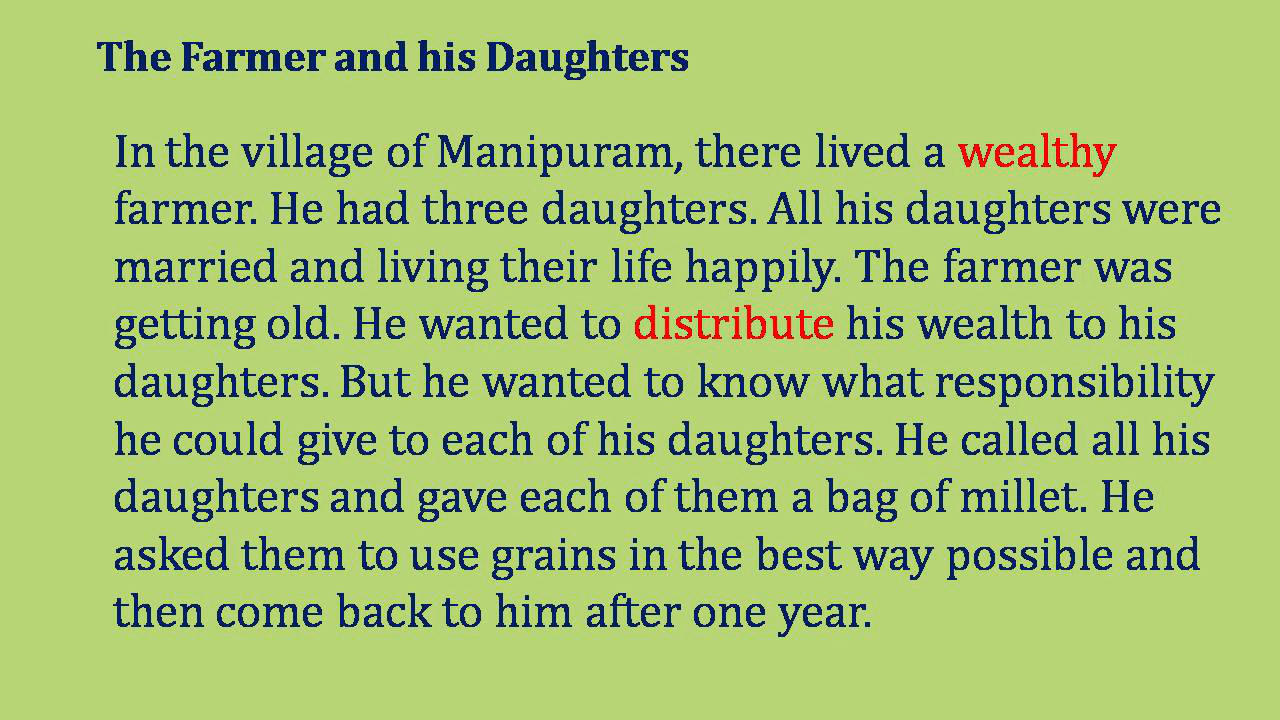 The Farmer and his Daughters
In the village of Manipuram, there lived a wealthy
farmer. He had three daughters. All his daughters were
married and living their life happily. The farmer was
getting old. He wanted to distribute his wealth to his
daughters. But he wanted to know what responsibility
he could give to each of his daughters. He called all his
daughters and gave each of them a bag of millet. He
asked them to use grains in the best way possible and
then come back to him after one year.